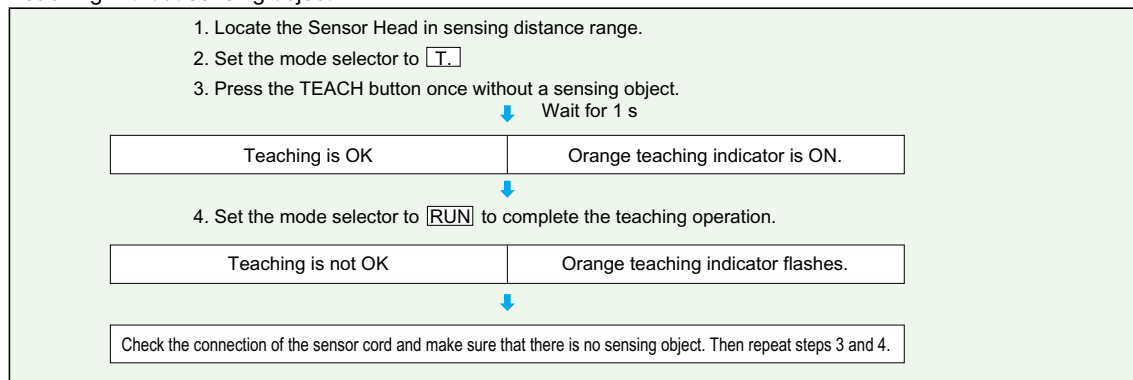 1. Locate the Sensor Head in sensing distance range.
2. Set the mode selector to T.
3. Press the TEACH button once without a sensing object.
Wait for 1 s
Teaching is OK Orange teaching indicator is ON.
4. Set the mode selector to RUN to complete the teaching operation.
Teaching is not OK Orange teaching indicator flashes.
Check the connection of the sensor cord and make sure that there is no sensing object. Then repeat steps 3 and 4.